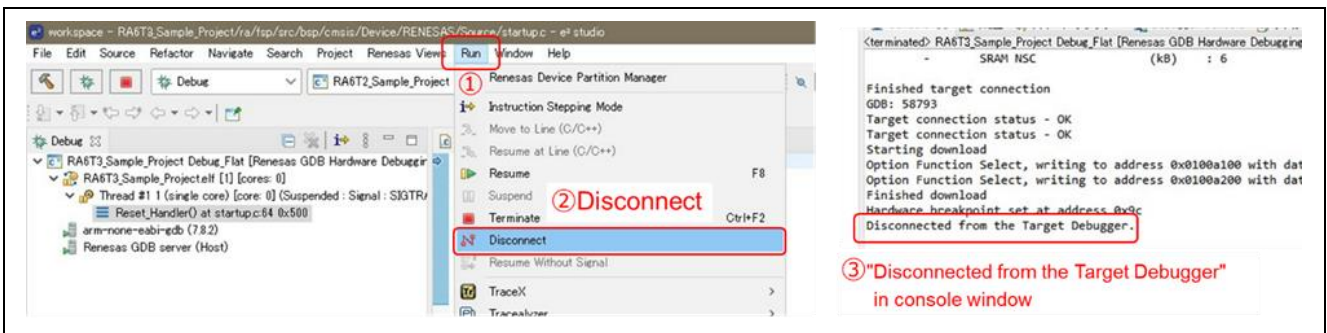 workspace - RA6T3_Sample_Project/ra/fsp/src/bsp/cmsis/Device/RENESAS/Source/startup.c - e² studio
File Edit Source Refactor Navigate Search Project Renesas Views Run Window Help
Debug
RA6T2_Sample_Project
①
Debug
RA6T3_Sample_Project Debug_Flat [Renesas GDB Hardware Debuggin
RA6T3_Sample_Project.elf [1] [cores: 0]
Thread #1 1 (single core) [core: 0] (Suspended : Signal : SIGTRA
Reset_Handler() at startup.c:64 0x500
arm-none-eabi-gdb (7.8.2)
Renesas GDB server (Host)
Renesas Device Partition Manager
Instruction Stepping Mode
Move to Line (C/C++)
Resume at Line (C/C++)
Resume F8
Suspend
②Disconnect
Terminate Ctrl+F2
Disconnect
Resume Without Signal
TraceX >
Tracealyzer >
<terminated> RA6T3_Sample_Project Debug_Flat [Renesas GDB Hardware Debugging
- SRAM NSC (kB) : 6
Finished target connection
GDB: 58793
Target connection status - OK
Target connection status - OK
Starting download
Option Function Select, writing to address 0x0100a100 with dat
Option Function Select, writing to address 0x0100a200 with dat
Finished download
Hardware breakpoint set at address 0x9c
Disconnected from the Target Debugger.
③"Disconnected from the Target Debugger"
in console window